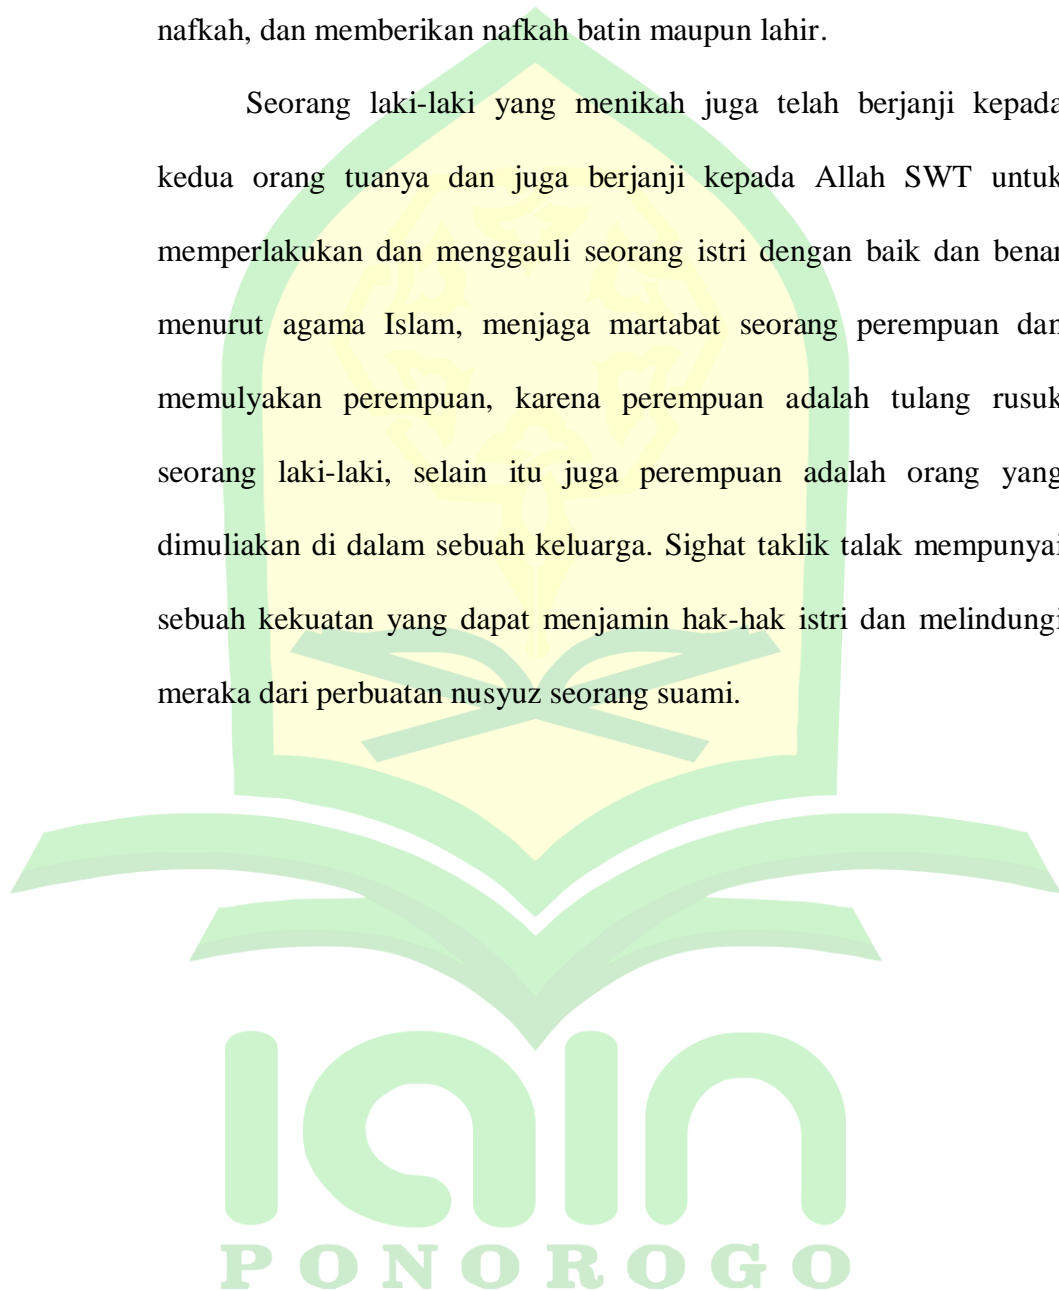 nafkah, dan memberikan nafkah batin maupun lahir.
Seorang laki-laki yang menikah juga telah berjanji kepada
kedua orang tuanya dan juga berjanji kepada Allah SWT untuk
memperlakukan dan menggauli seorang istri dengan baik dan benar
menurut agama Islam, menjaga martabat seorang perempuan dan
memulyakan perempuan, karena perempuan adalah tulang rusuk
seorang laki-laki, selain itu juga perempuan adalah orang yang
dimuliakan di dalam sebuah keluarga. Sighat taklik talak mempunyai
sebuah kekuatan yang dapat menjamin hak-hak istri dan melindungi
meraka dari perbuatan nusyuz seorang suami.
iain
PONOROGO